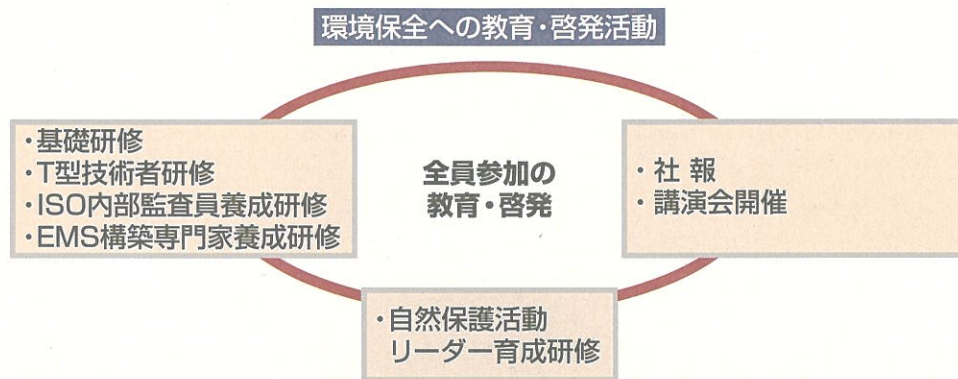 環境保全への教育・啓発活動
・基礎研修
・T型技術者研修
・ISO内部監査員養成研修
・EMS構築専門家養成研修
全員参加の
教育・啓発
・社 報
・講演会開催
・自然保護活動
リーダー育成研修